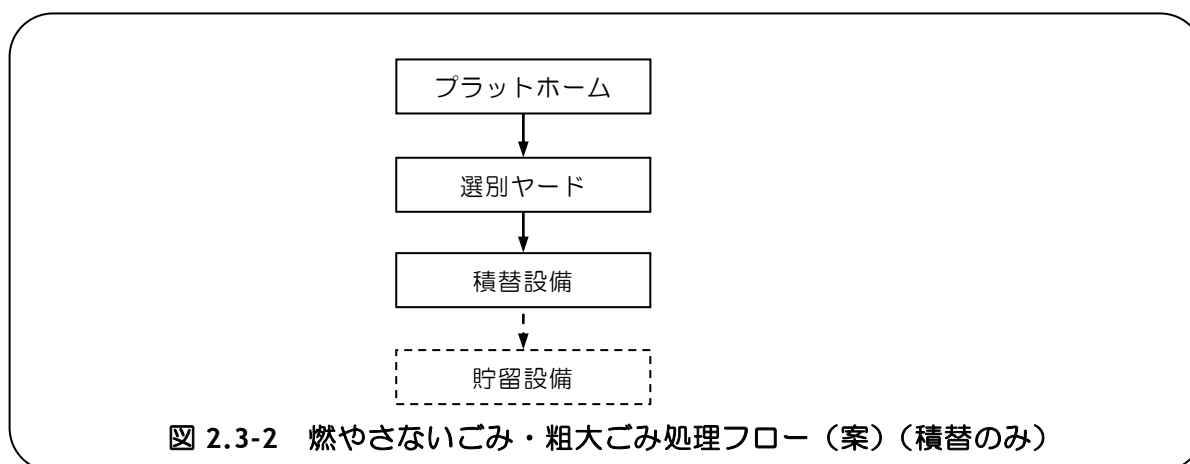 プラットホーム
選別ヤード
積替設備
貯留設備
図 2.3-2 燃やさないごみ・粗大ごみ処理フロー（案）（積替のみ）